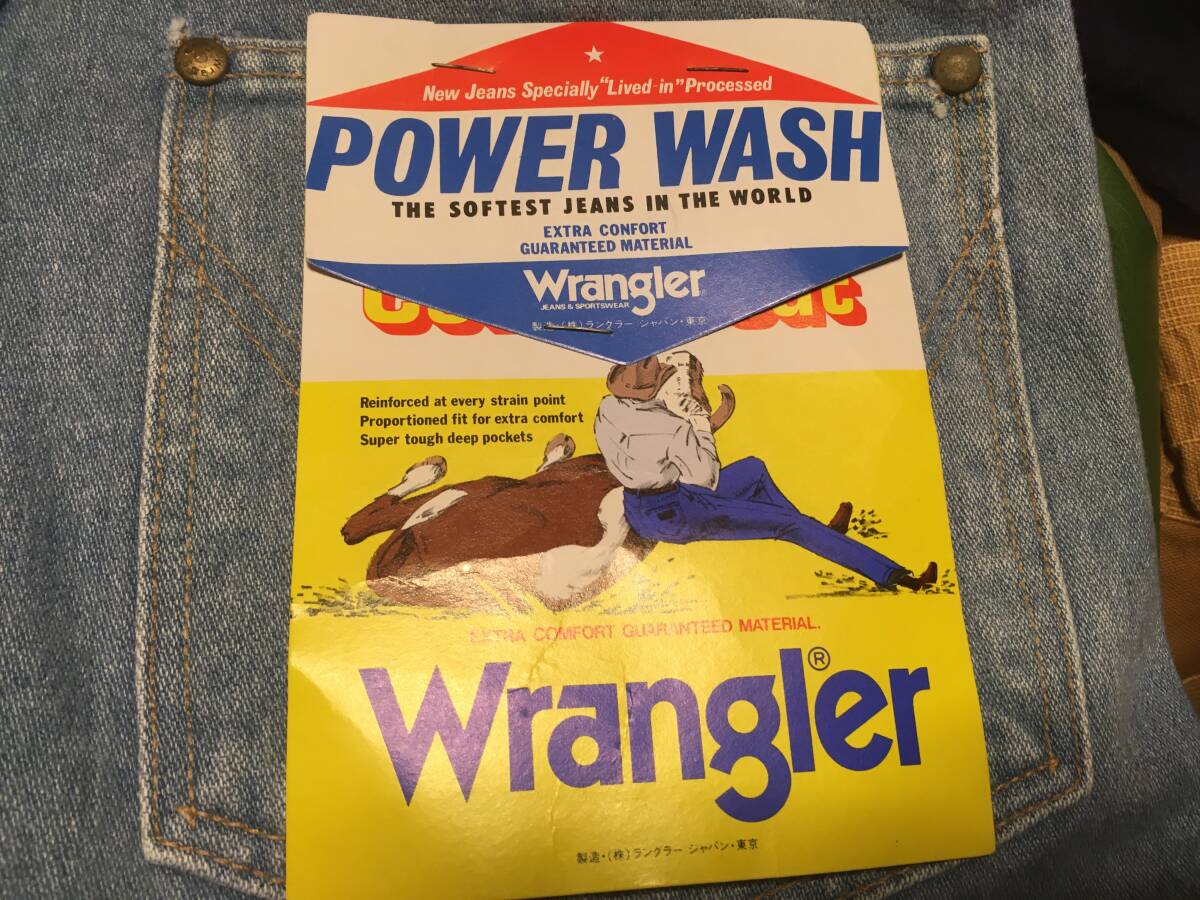 New Jeans Specially "Lived-in" Processed
POWER WASH
THE SOFTEST JEANS IN THE WORLD
EXTRA CONFORT
GUARANTEED MATERIAL
Wrangler
JEANS & SPORTSWEAR
製造・(株)ラングラー ジャパン・東京
Reinforced at every strain point
Proportioned fit for extra comfort
Super tough deep pockets
EXTRA COMFORT GUARANTEED MATERIAL.
Wrangler®
製造・(株)ラングラー ジャパン・東京